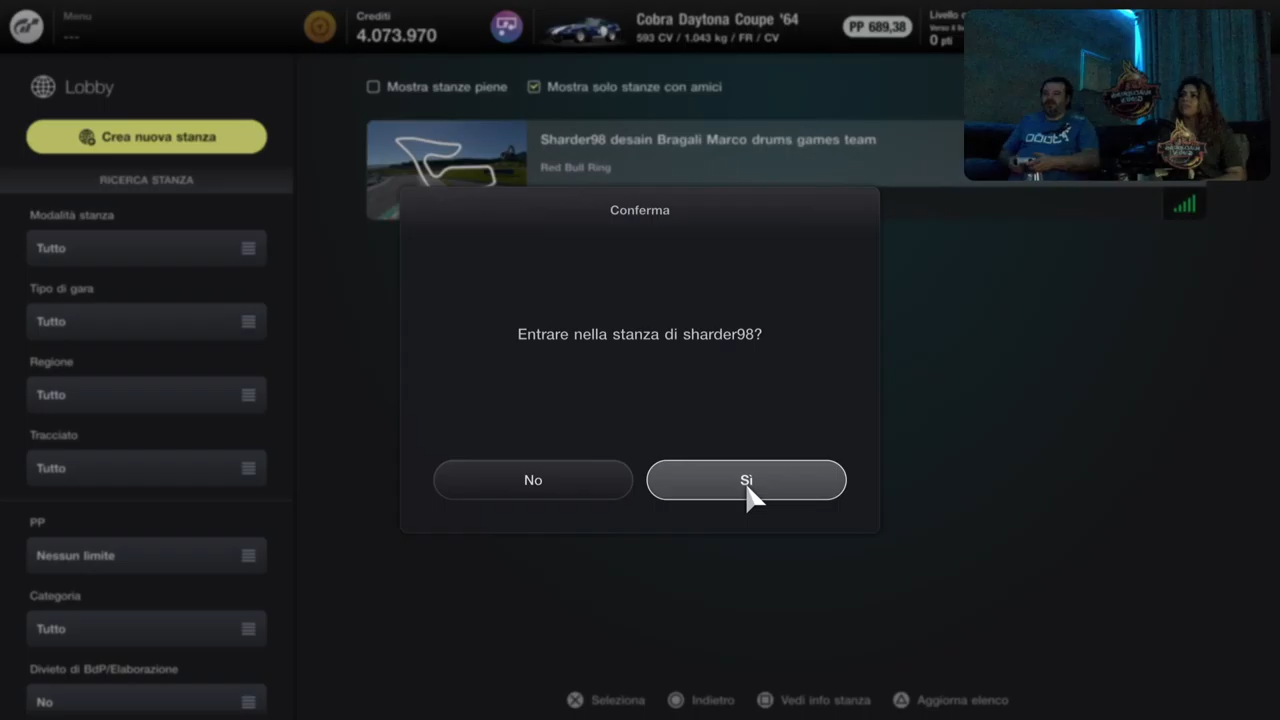 Menu
---
Crediti
4.073.970
Cobra Daytona Coupe '64
593 CV / 1.043 kg / FR / CV
PP 689,38
Livello
0 pti
Lobby
Crea nuova stanza
RICERCA STANZA
Modalità stanza
Tutto
Tipo di gara
Tutto
Regione
Tutto
Tracciato
Tutto
PP
Nessun limite
Categoria
Tutto
Divieto di BdP/Elaborazione
No
Mostra stanze piene
Mostra solo stanze con amici
Sharder98 desain Bragali Marco drums games team
Red Bull Ring
Conferma
Entrare nella stanza di sharder98?
No
Sì
Seleziona
Indietro
Vedi info stanza
Aggiorna elenco